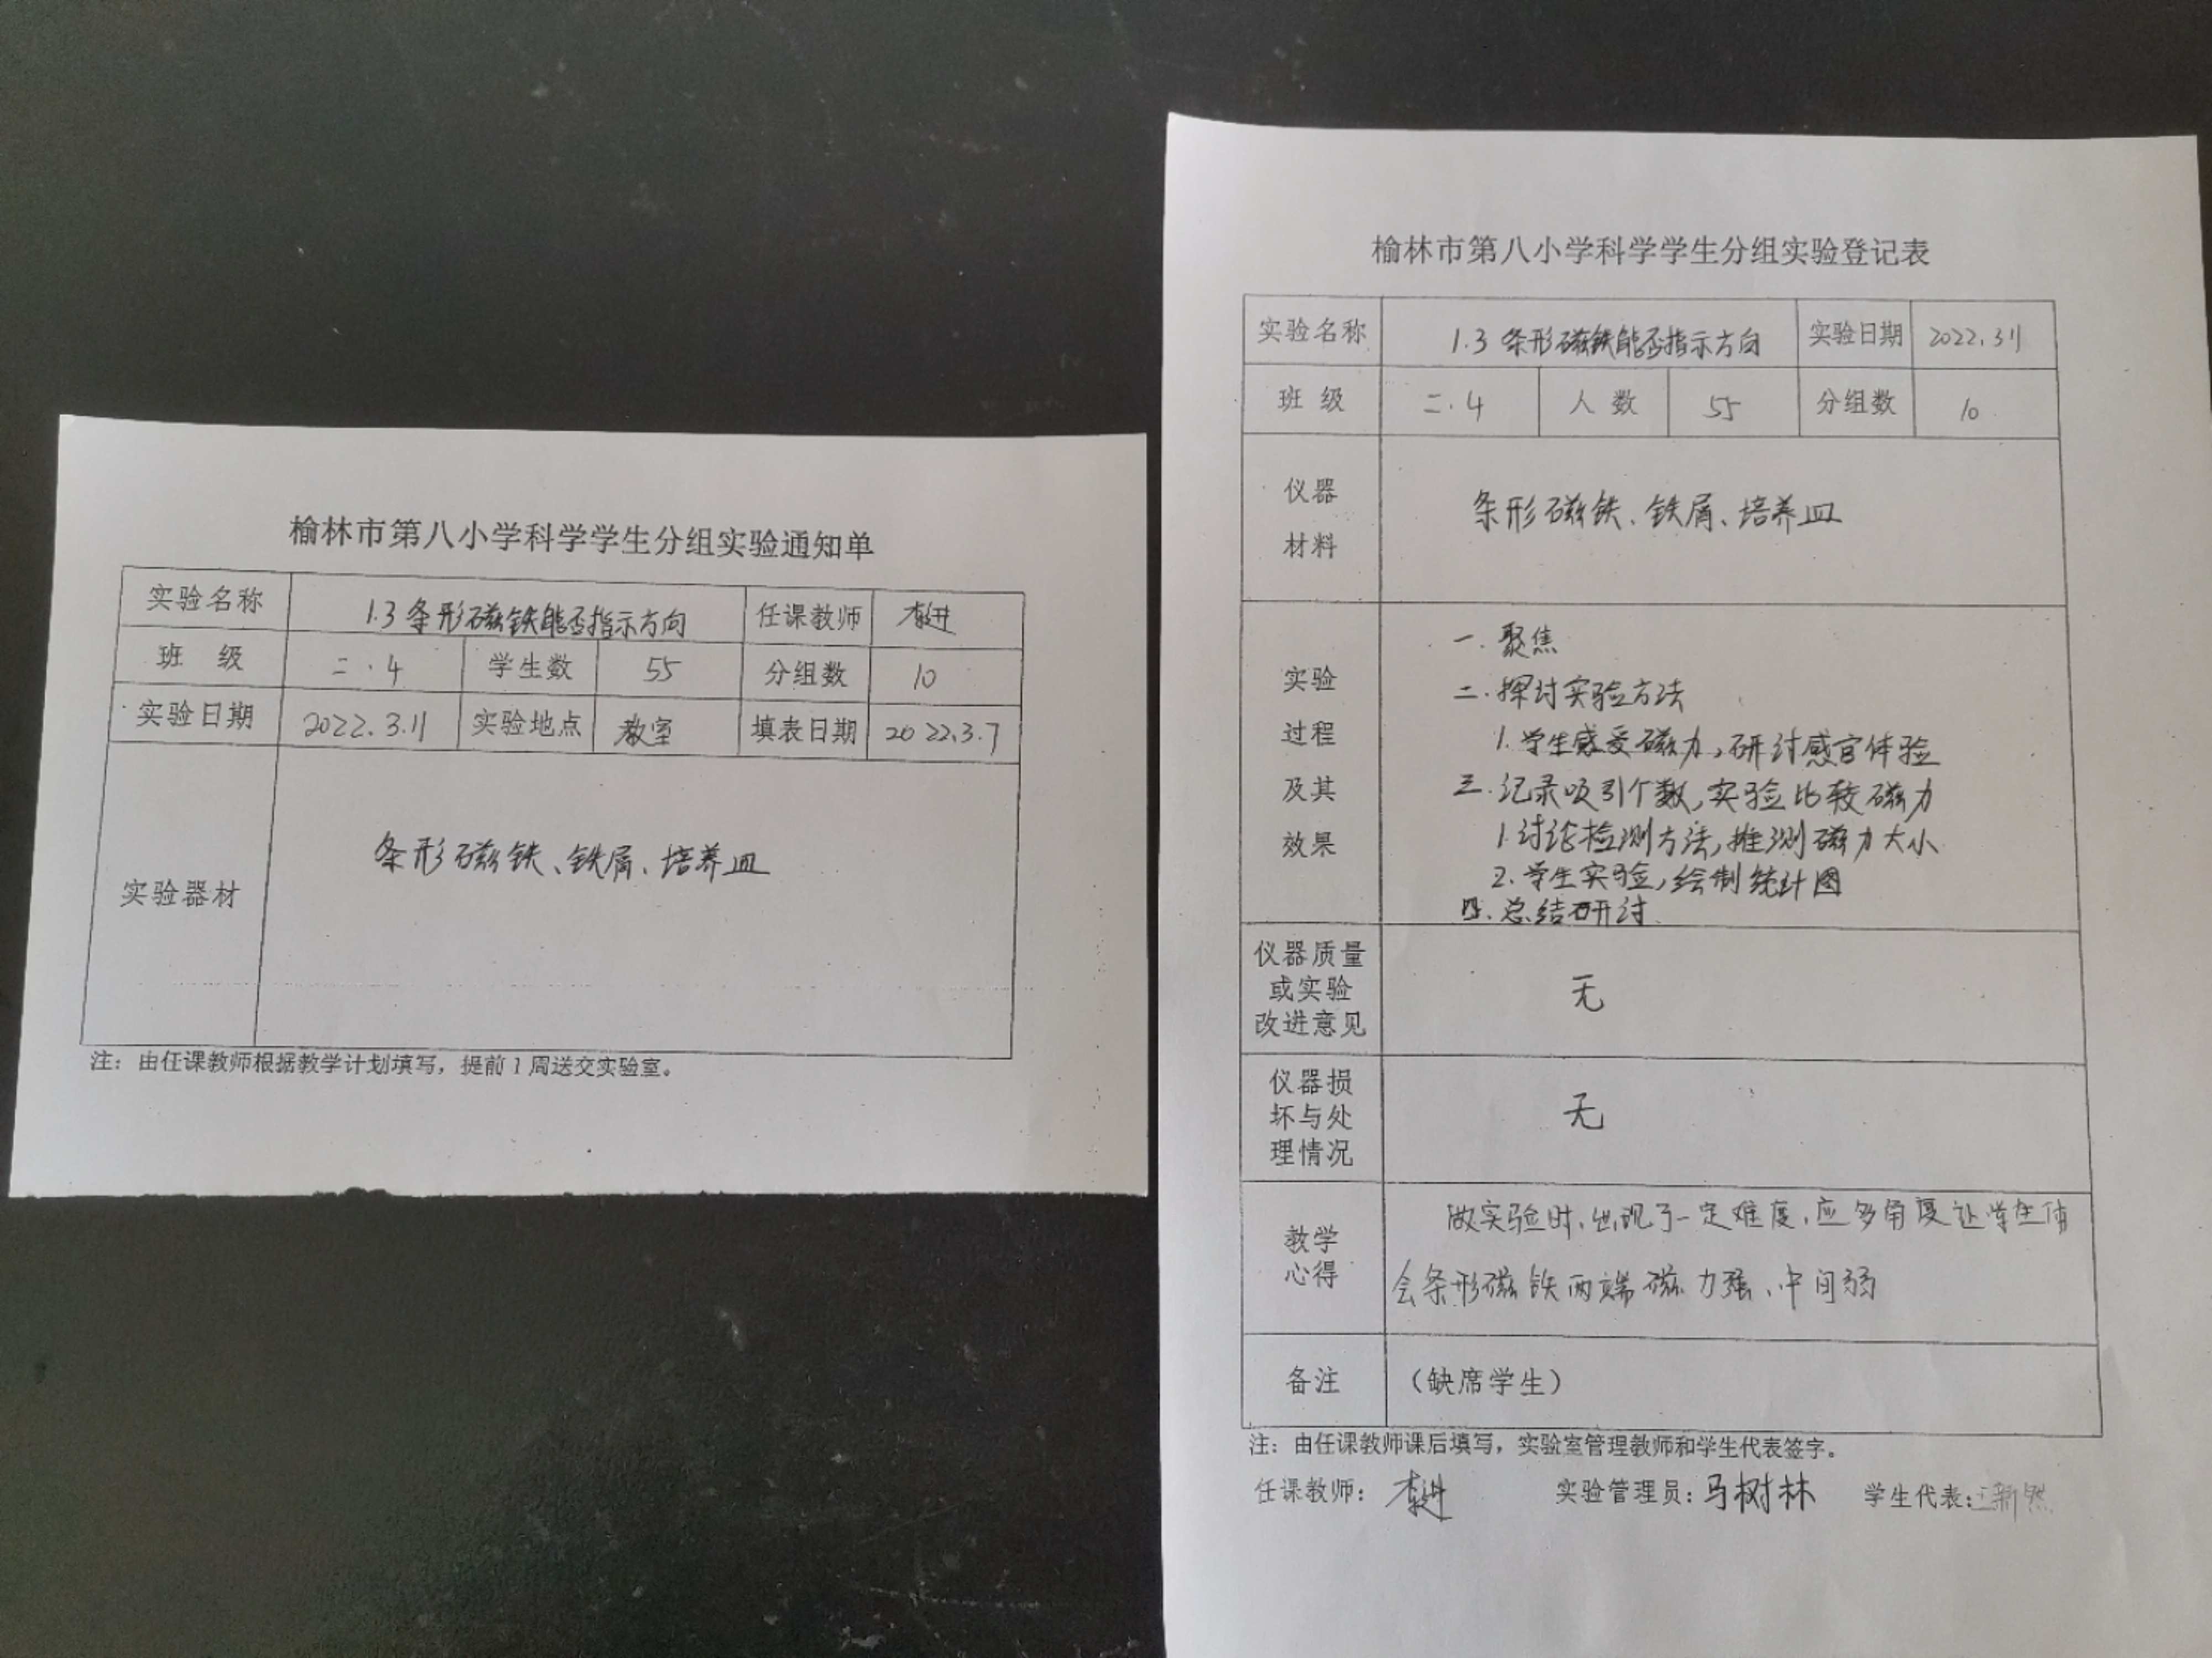 榆林市第八小学科学学生分组实验通知单
实验名称 1.3条形磁铁能否指示方向 任课教师
班 级 二.4 学生数 55 分组数 10
实验日期 2022.3.11 实验地点 教室 填表日期 2022.3.7
实验器材 条形磁铁、铁屑、培养皿
注：由任课教师根据教学计划填写，提前1周送交实验室。
榆林市第八小学科学学生分组实验登记表
实验名称 1.3条形磁铁能否指示方向 实验日期 2022.3.11
班 级 二.4 人 数 55 分组数 10
仪器
材料
条形磁铁、铁屑、培养皿
实验
过程
及其
效果
一.聚焦
二.探讨实验方法
1.学生感受磁力,研讨感官体验
三.记录吸引个数,实验比较磁力
1.讨论检测方法,推测磁力大小
2.学生实验,绘制统计图
四.总结研讨.
仪器质量
或实验
改进意见
无
仪器损
坏与处
理情况
无
教学
心得
做实验时,出现了一定难度,应多角度让学生体
会条形磁铁两端磁力强、中间弱
备注 （缺席学生）
注：由任课教师课后填写，实验室管理教师和学生代表签字。
任课教师： 实验管理员：马树林 学生代表：